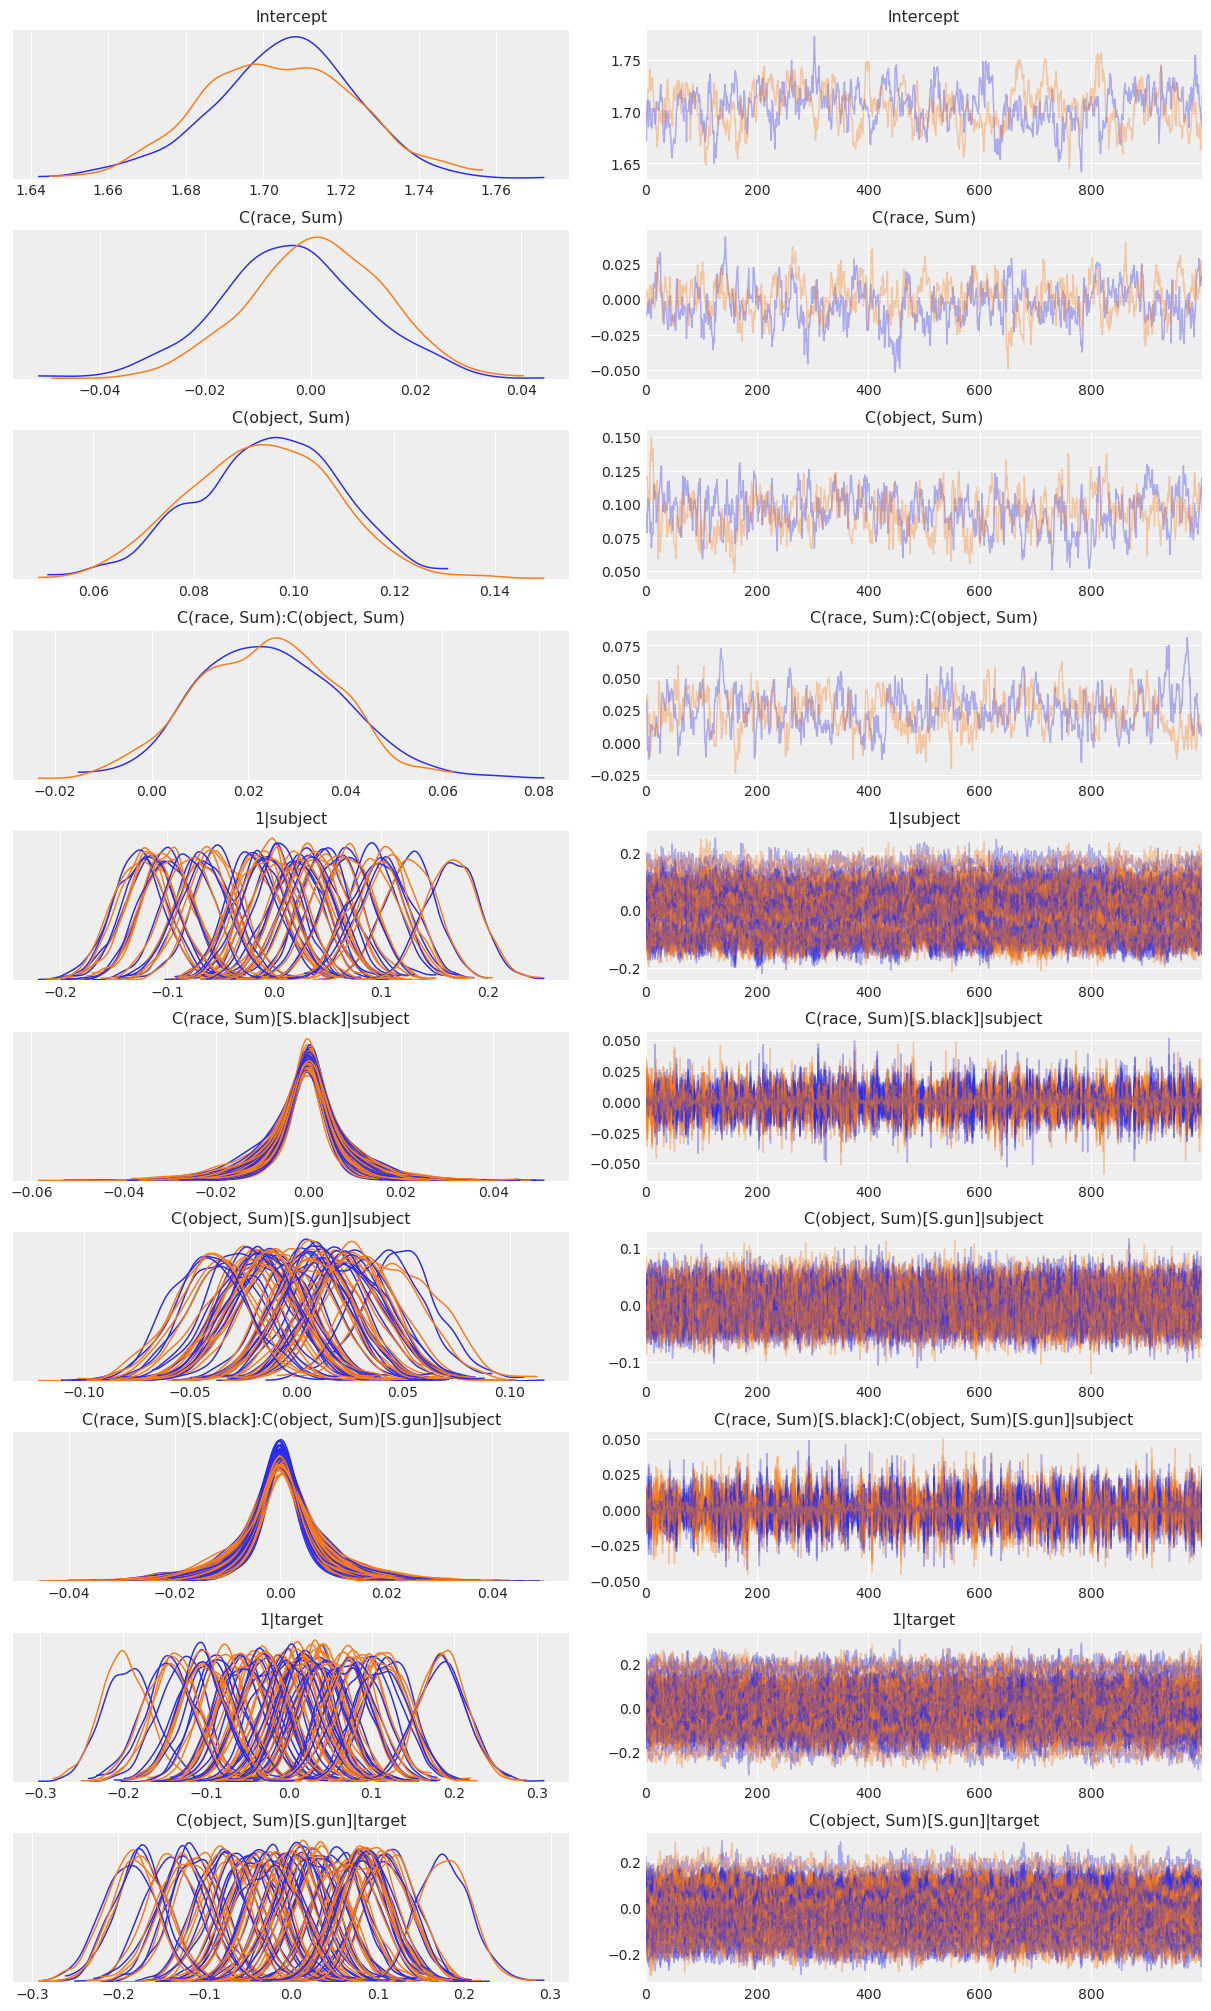 Intercept Intercept
1.75
1.70
1.65
1.64 1.66 1.68 1.70 1.72 1.74 1.76 0 200 400 600 800
C(race, Sum) C(race, Sum)
0.025
0.000
−0.025
−0.050
−0.04 −0.02 0.00 0.02 0.04 0 200 400 600 800
C(object, Sum) C(object, Sum)
0.150
0.125
0.100
0.075
0.050
0.06 0.08 0.10 0.12 0.14 0 200 400 600 800
C(race, Sum):C(object, Sum) C(race, Sum):C(object, Sum)
0.075
0.050
0.025
0.000
−0.025
−0.02 0.00 0.02 0.04 0.06 0.08 0 200 400 600 800
1|subject 1|subject
0.2
0.0
−0.2
−0.2 −0.1 0.0 0.1 0.2 0 200 400 600 800
C(race, Sum)[S.black]|subject C(race, Sum)[S.black]|subject
0.050
0.025
0.000
−0.025
−0.050
−0.06 −0.04 −0.02 0.00 0.02 0.04 0 200 400 600 800
C(object, Sum)[S.gun]|subject C(object, Sum)[S.gun]|subject
0.1
0.0
−0.1
−0.10 −0.05 0.00 0.05 0.10 0 200 400 600 800
C(race, Sum)[S.black]:C(object, Sum)[S.gun]|subject C(race, Sum)[S.black]:C(object, Sum)[S.gun]|subject
0.050
0.025
0.000
−0.025
−0.050
−0.04 −0.02 0.00 0.02 0.04 0 200 400 600 800
1|target 1|target
0.2
0.0
−0.2
−0.3 −0.2 −0.1 0.0 0.1 0.2 0.3 0 200 400 600 800
C(object, Sum)[S.gun]|target C(object, Sum)[S.gun]|target
0.2
0.0
−0.2
−0.3 −0.2 −0.1 0.0 0.1 0.2 0.3 0 200 400 600 800